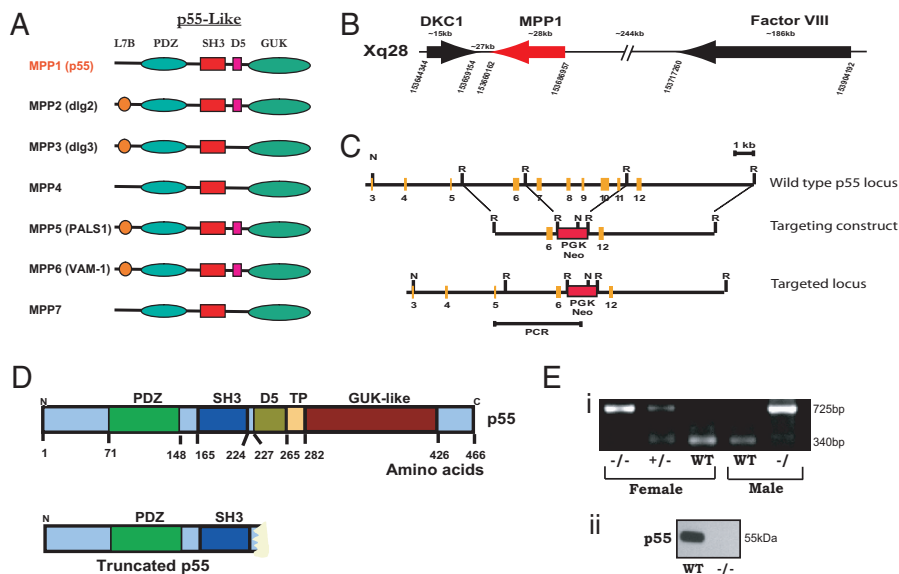 A
p55-Like
L7B PDZ SH3 D5 GUK
MPP1 (p55)
MPP2 (dlg2)
MPP3 (dlg3)
MPP4
MPP5 (PALS1)
MPP6 (VAM-1)
MPP7
B
DKC1 MPP1 Factor VIII
~15kb ~27kb ~28kb ~244kb ~186kb
Xq28
153644344 153659154 153660162 153686957 153717260 153904192
C
1 kb
N R R R R
3 4 5 6 7 8 9 10 11 12
Wild type p55 locus
R R N R R
6 PGK Neo 12
Targeting construct
N R R N R R
3 4 5 6 PGK Neo 12
Targeted locus
PCR
D
N PDZ SH3 D5 TP GUK-like C
p55
1 71 148 165 224 227 265 282 426 466
Amino acids
N PDZ SH3
Truncated p55
E
i
725bp
340bp
-/- +/- WT WT -/
Female Male
ii
p55 55kDa
WT -/-